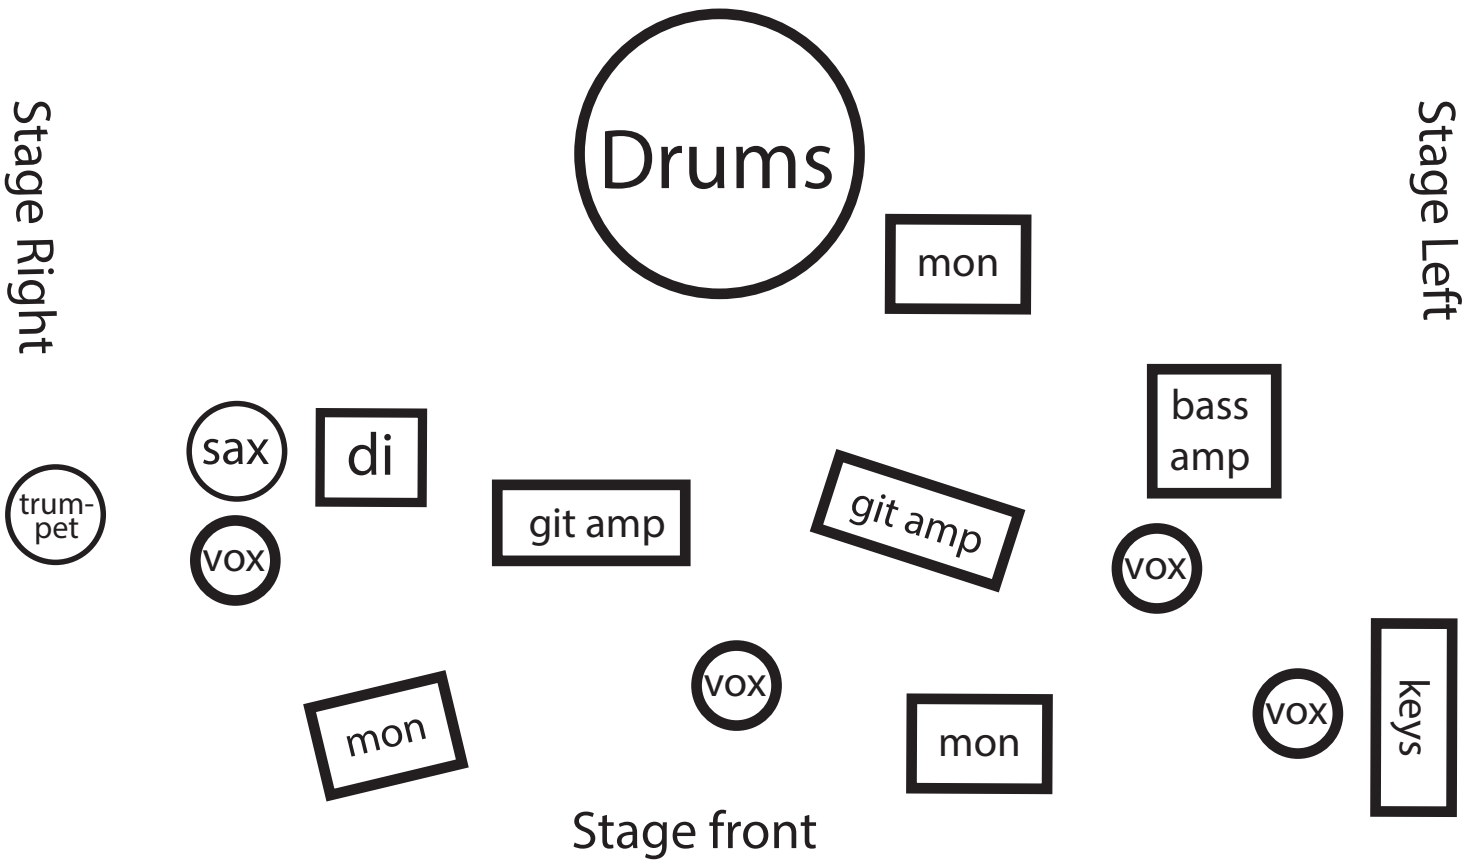 Drums
Stage Right
Stage Left
mon
bass
amp
sax
di
trum-
pet
git amp
git amp
vox
vox
vox
vox
keys
mon
mon
Stage front